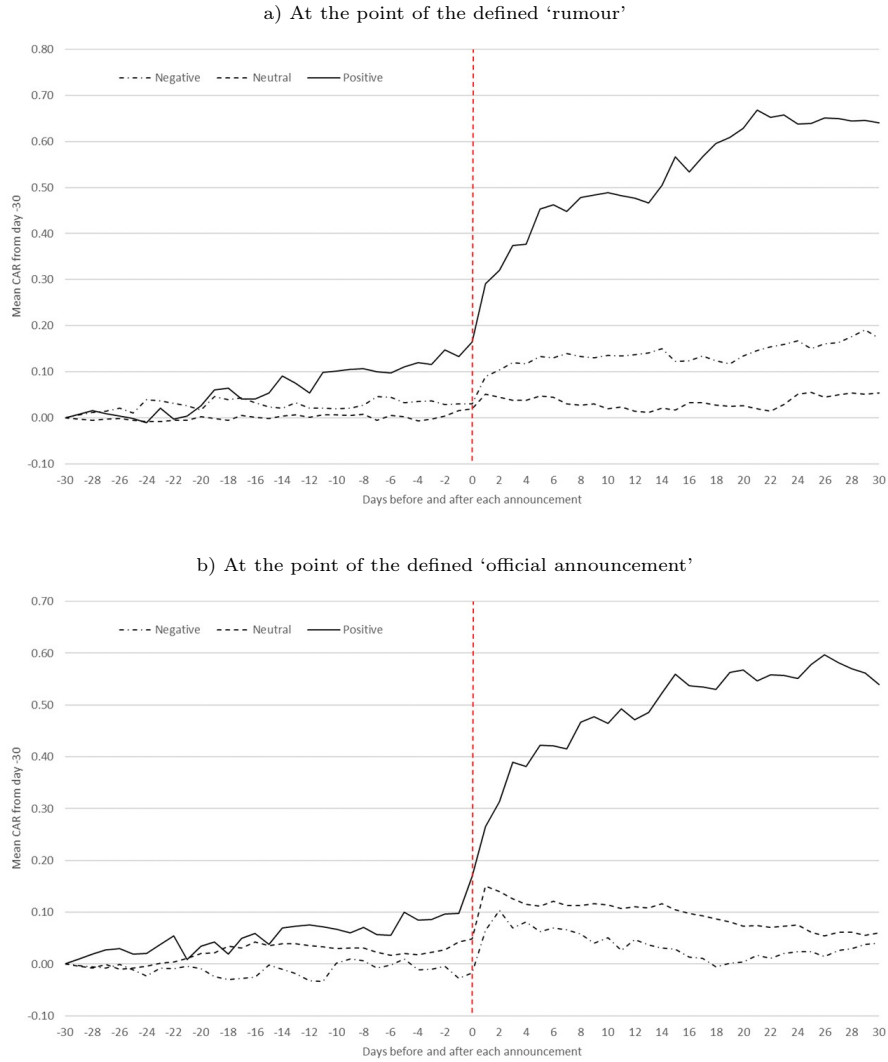 a) At the point of the defined ‘rumour’
0.80
Negative Neutral Positive
0.70
0.60
0.50
0.40
0.30
0.20
0.10
0.00
-0.10
Mean CAR from day -30
-30 -28 -26 -24 -22 -20 -18 -16 -14 -12 -10 -8 -6 -4 -2 0 2 4 6 8 10 12 14 16 18 20 22 24 26 28 30
Days before and after each announcement
b) At the point of the defined ‘official announcement’
0.70
Negative Neutral Positive
0.60
0.50
0.40
0.30
0.20
0.10
0.00
-0.10
Mean CAR from day -30
-30 -28 -26 -24 -22 -20 -18 -16 -14 -12 -10 -8 -6 -4 -2 0 2 4 6 8 10 12 14 16 18 20 22 24 26 28 30
Days before and after each announcement